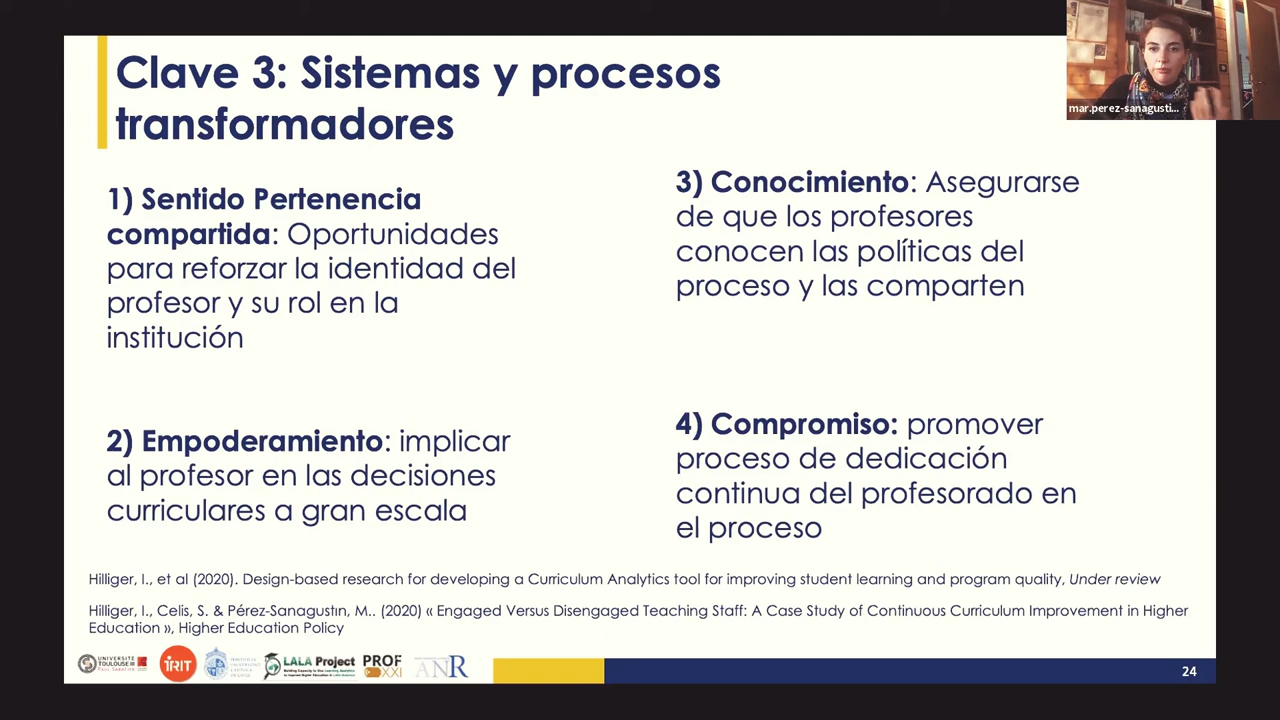 Clave 3: Sistemas y procesos
transformadores
mar.perez-sanagusti...
1) Sentido Pertenencia
compartida: Oportunidades
para reforzar la identidad del
profesor y su rol en la
institución
2) Empoderamiento: implicar
al profesor en las decisiones
curriculares a gran escala
3) Conocimiento: Asegurarse
de que los profesores
conocen las políticas del
proceso y las comparten
4) Compromiso: promover
proceso de dedicación
continua del profesorado en
el proceso
Hilliger, I., et al (2020). Design-based research for developing a Curriculum Analytics tool for improving student learning and program quality, Under review
Hilliger, I., Celis, S. & Pérez-Sanagustın, M.. (2020) « Engaged Versus Disengaged Teaching Staff: A Case Study of Continuous Curriculum Improvement in Higher
Education », Higher Education Policy
UNIVERSITÉ
TOULOUSE III
IRIT
LALA Project
PROF
XXI
ANR
24